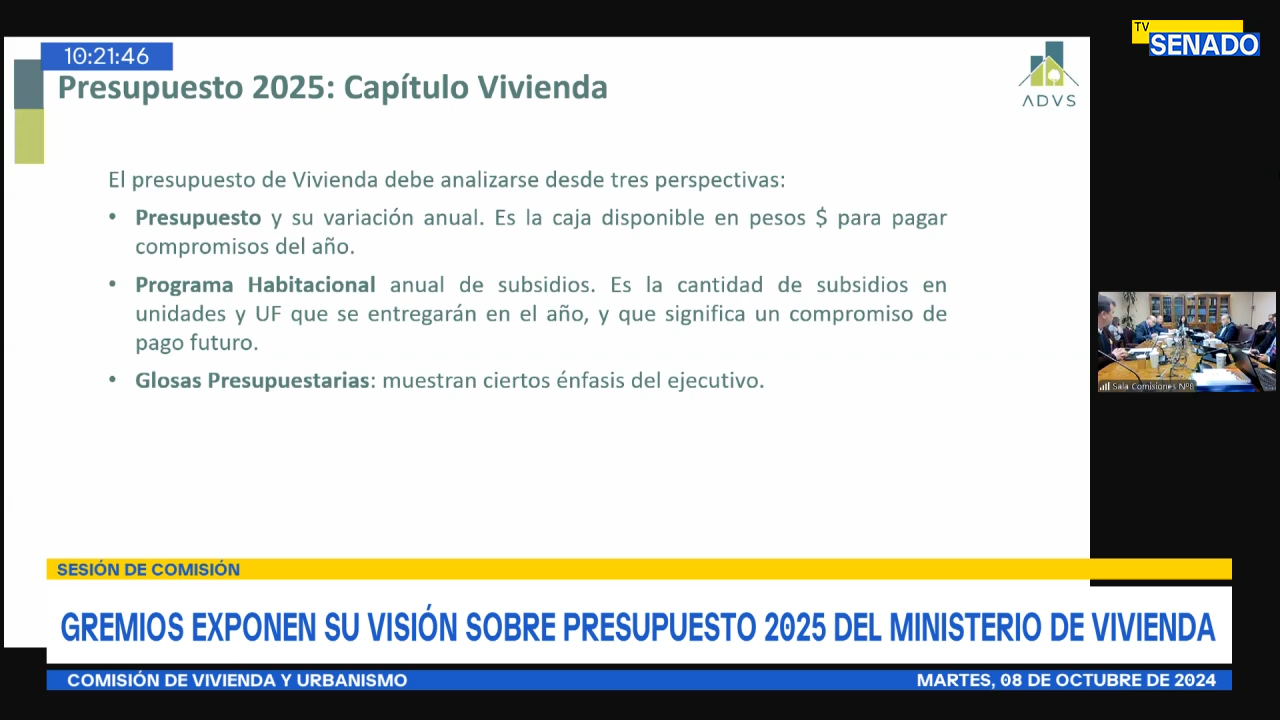 10:21:46
TV
SENADO
Presupuesto 2025: Capítulo Vivienda
ADVS
El presupuesto de Vivienda debe analizarse desde tres perspectivas:
• Presupuesto y su variación anual. Es la caja disponible en pesos $ para pagar
compromisos del año.
• Programa Habitacional anual de subsidios. Es la cantidad de subsidios en
unidades y UF que se entregarán en el año, y que significa un compromiso de
pago futuro.
• Glosas Presupuestarias: muestran ciertos énfasis del ejecutivo.
Sala Comisiones Nº8
SESIÓN DE COMISIÓN
GREMIOS EXPONEN SU VISIÓN SOBRE PRESUPUESTO 2025 DEL MINISTERIO DE VIVIENDA
COMISIÓN DE VIVIENDA Y URBANISMO
MARTES, 08 DE OCTUBRE DE 2024